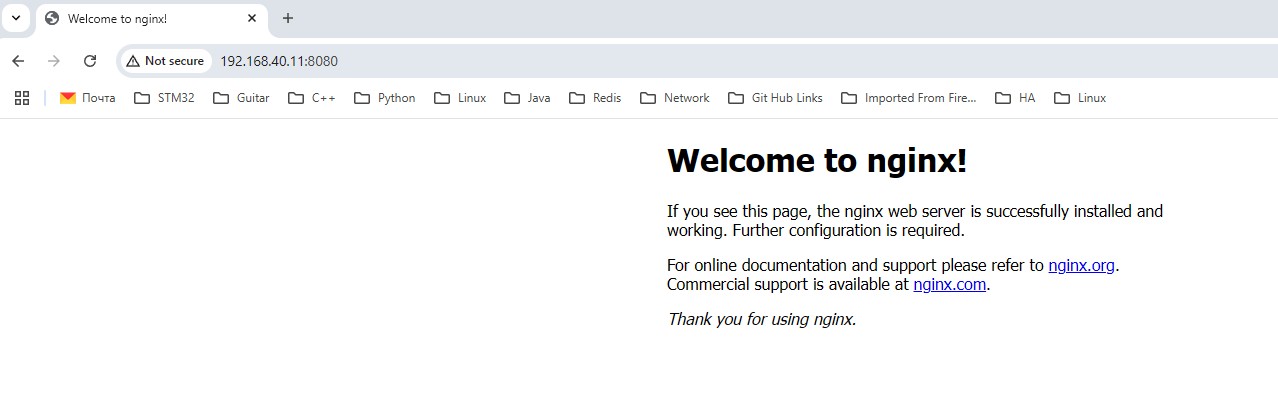 Welcome to nginx!
Not secure 192.168.40.11:8080
Почта STM32 Guitar C++ Python Linux Java Redis Network Git Hub Links Imported From Fire... HA Linux
Welcome to nginx!
If you see this page, the nginx web server is successfully installed and
working. Further configuration is required.
For online documentation and support please refer to nginx.org.
Commercial support is available at nginx.com.
Thank you for using nginx.